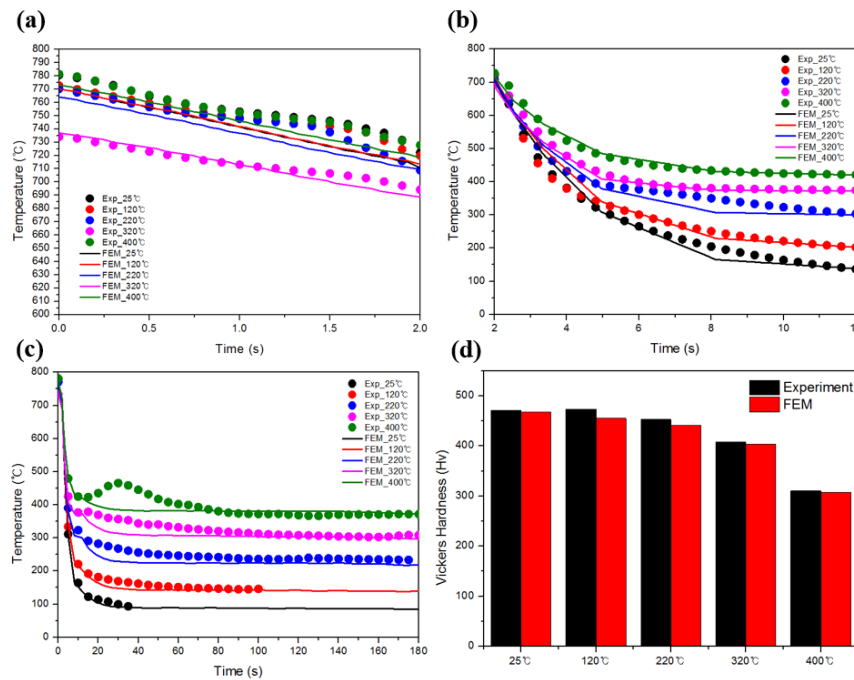 (a)
800
790
780
770
760
750
740
730
720
710
700
690
680
670
660
650
640
630
620
610
600
Temperature (℃)
Exp_25℃
Exp_120℃
Exp_220℃
Exp_320℃
Exp_400℃
FEM_25℃
FEM_120℃
FEM_220℃
FEM_320℃
FEM_400℃
0.0 0.5 1.0 1.5 2.0
Time (s)
(b)
800
700
600
500
400
300
200
100
0
Temperature (℃)
Exp_25℃
Exp_120℃
Exp_220℃
Exp_320℃
Exp_400℃
FEM_25℃
FEM_120℃
FEM_220℃
FEM_320℃
FEM_400℃
2 4 6 8 10 12
Time (s)
(c)
800
700
600
500
400
300
200
100
0
Temperature (℃)
Exp_25℃
Exp_120℃
Exp_220℃
Exp_320℃
Exp_400℃
FEM_25℃
FEM_120℃
FEM_220℃
FEM_320℃
FEM_400℃
0 20 40 60 80 100 120 140 160 180
Time (s)
(d)
500
400
300
200
100
0
Vickers Hardness (Hv)
Experiment
FEM
25℃ 120℃ 220℃ 320℃ 400℃